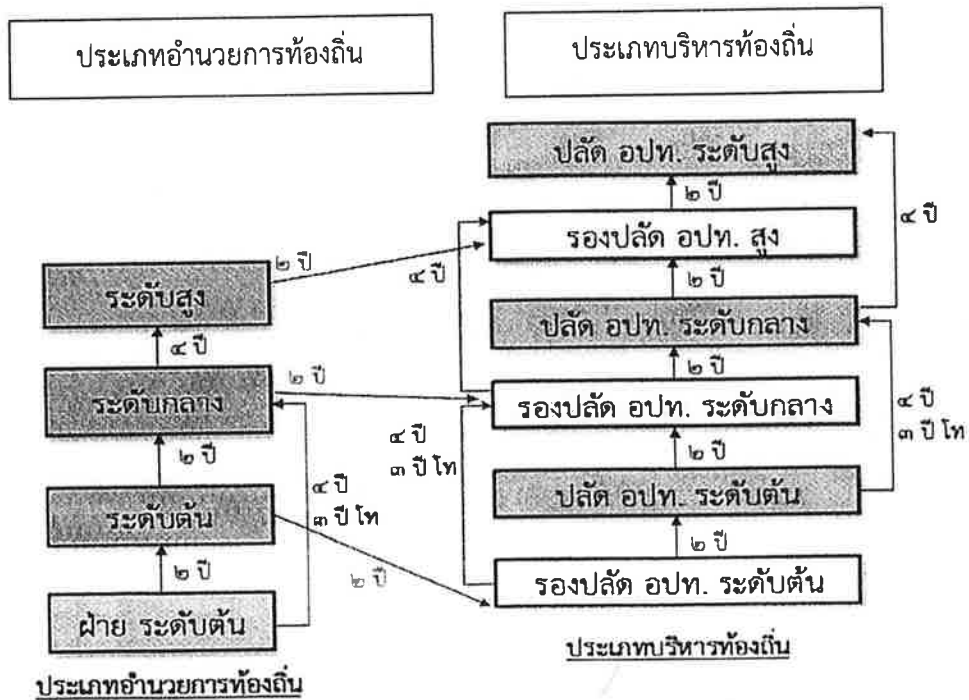 ประเภทอำนวยการท้องถิ่น
ประเภทบริหารท้องถิ่น
ปลัด อปท. ระดับสูง
๒ ปี
๔ ปี
รองปลัด อปท. สูง
๒ ปี
๔ ปี
๒ ปี
ระดับสูง
ปลัด อปท. ระดับกลาง
๔ ปี
๒ ปี
๒ ปี
ระดับกลาง
รองปลัด อปท. ระดับกลาง
๔ ปี
๓ ปี โท
๒ ปี
๔ ปี
๓ ปี โท
๒ ปี
๔ ปี
๓ ปี โท
ปลัด อปท. ระดับต้น
ระดับต้น
๒ ปี
๒ ปี
๒ ปี
รองปลัด อปท. ระดับต้น
ฝ่าย ระดับต้น
ประเภทบริหารท้องถิ่น
ประเภทอำนวยการท้องถิ่น